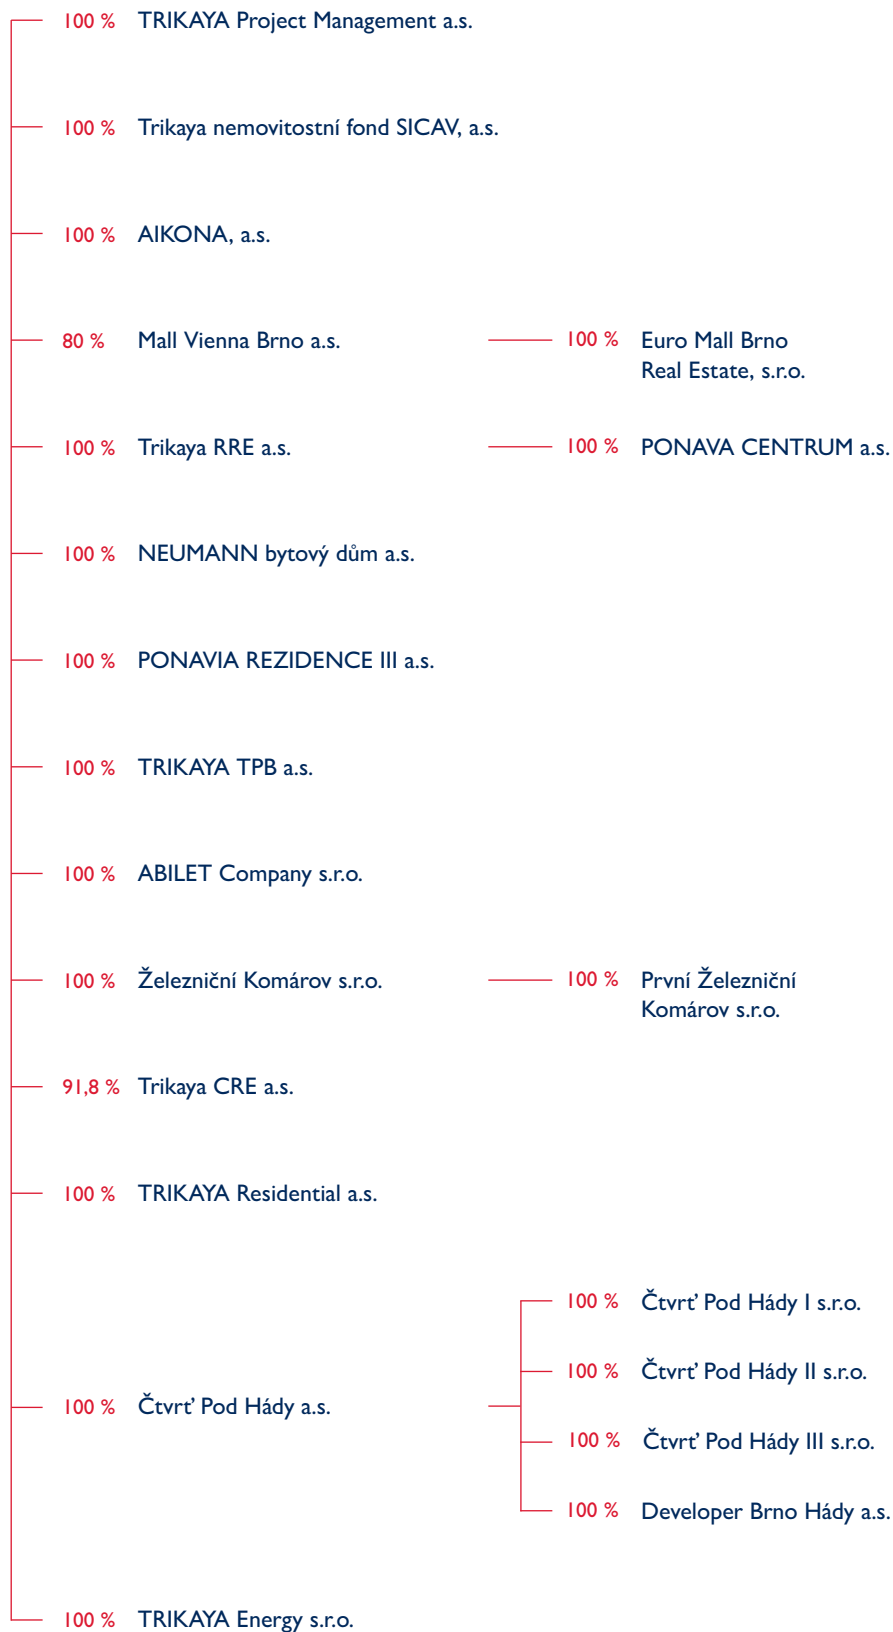 100 % TRIKAYA Project Management a.s.
100 % Trikaya nemovitostní fond SICAV, a.s.
100 % AIKONA, a.s.
80 % Mall Vienna Brno a.s.
100 % Euro Mall Brno
Real Estate, s.r.o.
100 % Trikaya RRE a.s.
100 % PONAVA CENTRUM a.s.
100 % NEUMANN bytový dům a.s.
100 % PONAVIA REZIDENCE III a.s.
100 % TRIKAYA TPB a.s.
100 % ABILET Company s.r.o.
100 % Železniční Komárov s.r.o.
100 % První Železniční
Komárov s.r.o.
91,8 % Trikaya CRE a.s.
100 % TRIKAYA Residential a.s.
100 % Čtvrť Pod Hády a.s.
100 % Čtvrť Pod Hády I s.r.o.
100 % Čtvrť Pod Hády II s.r.o.
100 % Čtvrť Pod Hády III s.r.o.
100 % Developer Brno Hády a.s.
100 % TRIKAYA Energy s.r.o.